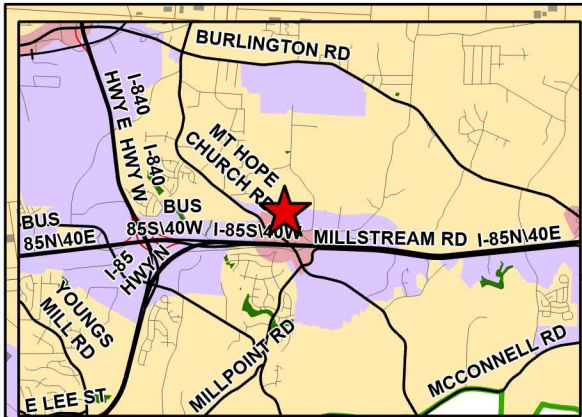 BURLINGTON RD
I-840
HWY E
HWY W
I-840
MT HOPE
CHURCH RD
BUS
85N\40E
BUS
85S\40W
I-85S\40W
MILLSTREAM RD
I-85N\40E
I-85
HWY N
YOUNGS
MILL RD
MILLPOINT RD
MCCONNELL RD
E LEE ST